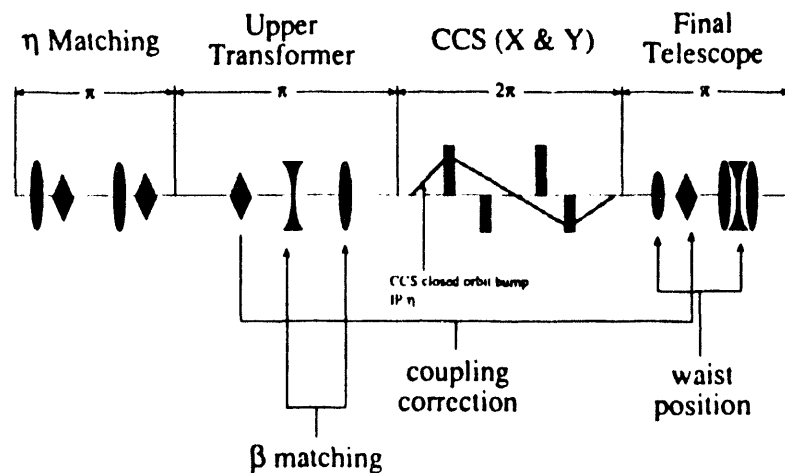 η Matching
Upper
Transformer
CCS (X & Y)
Final
Telescope
π
π
2π
π
CCS closed orbit bump
IP η
coupling
correction
waist
position
β matching